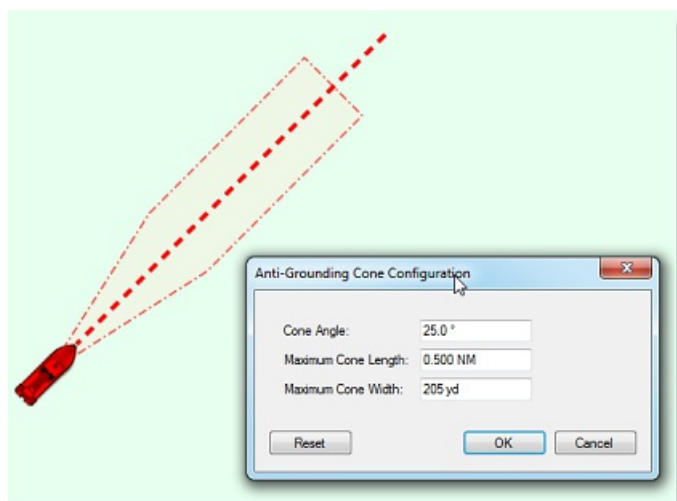 Anti-Grounding Cone Configuration
Cone Angle: 25.0 °
Maximum Cone Length: 0.500 NM
Maximum Cone Width: 205 yd
Reset OK Cancel